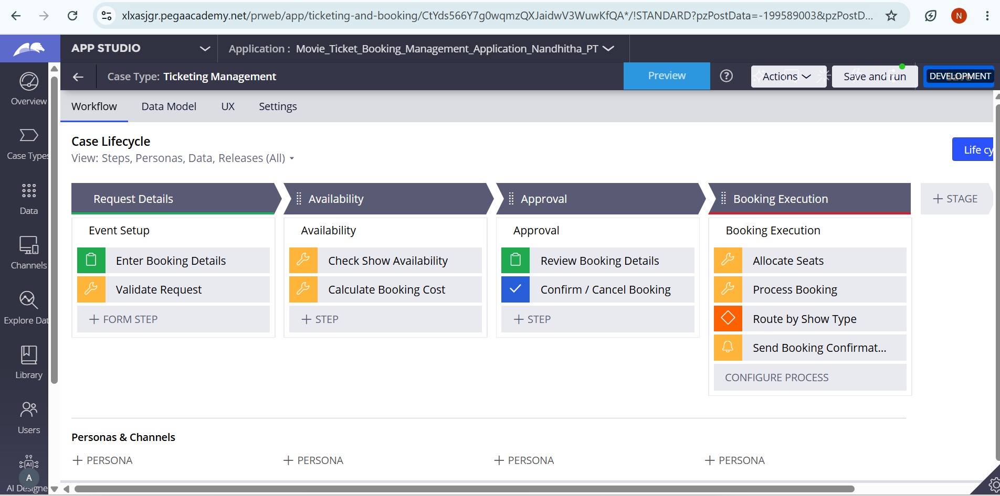 xlxasjgr.pegaacademy.net/prweb/app/ticketing-and-booking/CtYds566Y7g0wqmzQXJaidwV3WuwKfQA*/!STANDARD?pzPostData=-199589003&pzPostD...
N
APP STUDIO
Application : Movie_Ticket_Booking_Management_Application_Nandhitha_PT
Case Type: Ticketing Management
Preview
Actions
Save and run
DEVELOPMENT
Overview
Case Types
Data
Channels
Explore Dat
Library
Users
AI
A
AI Designe
Workflow
Data Model
UX
Settings
Case Lifecycle
View: Steps, Personas, Data, Releases (All)
Life cy
Request Details
Availability
Approval
Booking Execution
+ STAGE
Event Setup
Enter Booking Details
Validate Request
+ FORM STEP
Availability
Check Show Availability
Calculate Booking Cost
+ STEP
Approval
Review Booking Details
Confirm / Cancel Booking
+ STEP
Booking Execution
Allocate Seats
Process Booking
Route by Show Type
Send Booking Confirmat...
CONFIGURE PROCESS
Personas & Channels
+ PERSONA
+ PERSONA
+ PERSONA
+ PERSONA